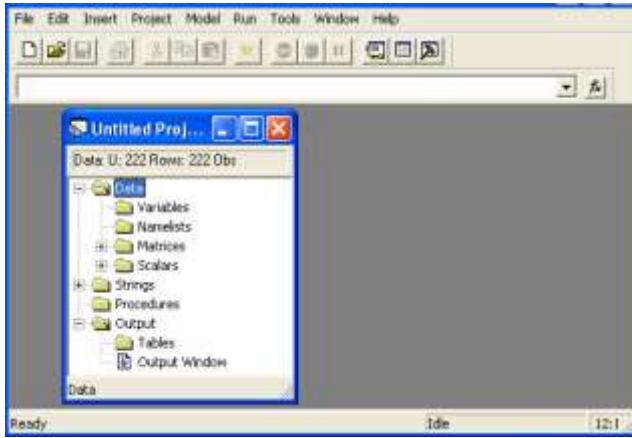 File Edit Insert Project Model Run Tools Window Help
fx
Untitled Proj...
Data: U: 222 Rows: 222 Obs
Data
Variables
Namelists
Matrices
Scalars
Strings
Procedures
Output
Tables
Output Window
Data
Ready Idle 12:1